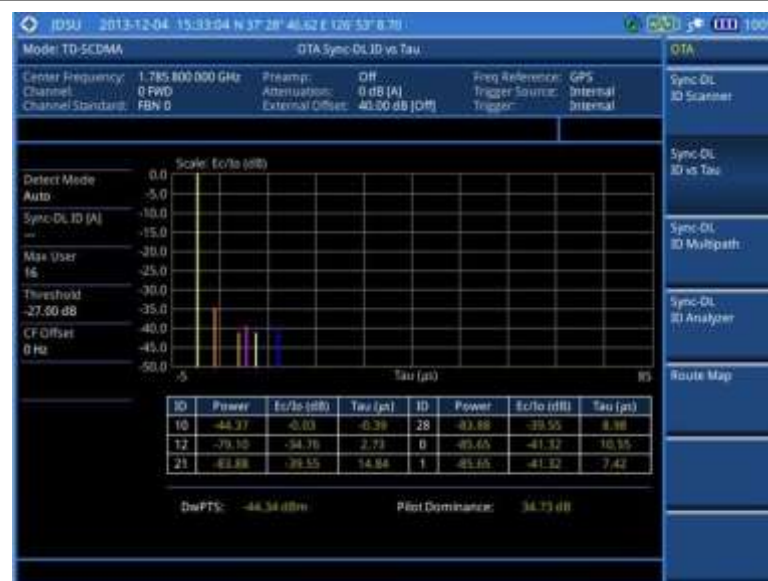 JDSU 2013-12-04 15:33:04 N 37° 28' 46.62 E 126° 53' 8.70 100
Mode: TD-SCDMA OTA Sync-DL ID vs Tau OTA
Center Frequency: 1.785 800 000 GHz Preamp: Off Freq Reference: GPS
Channel: 0 FWD Attenuation: 0 dB [A] Trigger Source: Internal
Channel Standard: FBN 0 External Offset: 40.00 dB [Off] Trigger: Internal
Sync-DL
ID Scanner
Sync-DL
ID vs Tau
Sync-DL
ID Multipath
Sync-DL
ID Analyzer
Route Map
Detect Mode
Auto
Sync-DL ID [A]
--
Max User
16
Threshold
-27.00 dB
CF Offset
0 Hz
Scale: Ec/Io (dB)
0.0
-5.0
-10.0
-15.0
-20.0
-25.0
-30.0
-35.0
-40.0
-45.0
-50.0
-5 Tau (µs) 85
ID Power Ec/Io (dB) Tau (µs) ID Power Ec/Io (dB) Tau (µs)
10 -44.37 -0.03 -0.39 28 -83.88 -39.55 8.98
12 -79.10 -34.76 2.73 0 -85.65 -41.32 10.55
21 -83.88 -39.55 14.84 1 -85.65 -41.32 7.42
DwPTS: -44.34 dBm Pilot Dominance: 34.73 dB